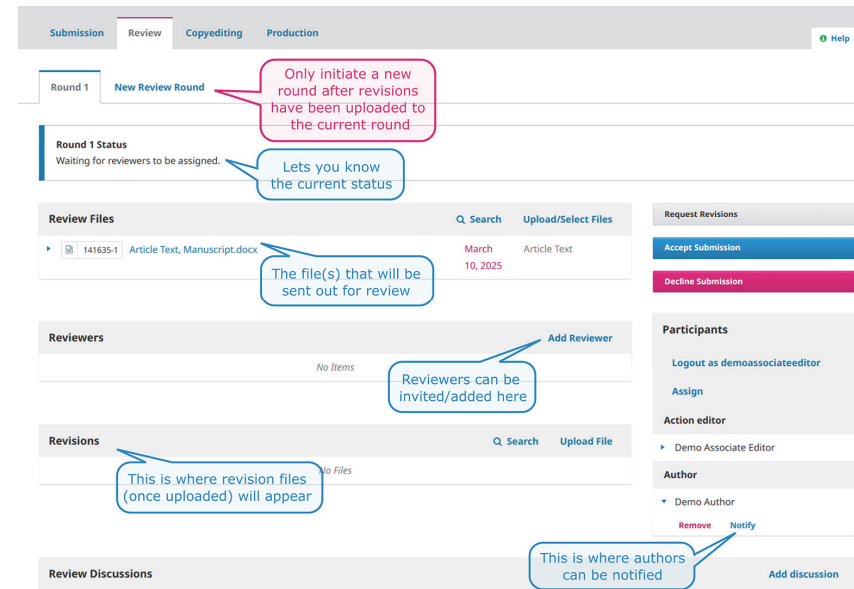 Submission Review Copyediting Production
Help
Round 1 New Review Round
Only initiate a new
round after revisions
have been uploaded to
the current round
Round 1 Status
Waiting for reviewers to be assigned.
Lets you know
the current status
Review Files Search Upload/Select Files
141635-1 Article Text, Manuscript.docx March
10, 2025 Article Text
The file(s) that will be
sent out for review
Reviewers Add Reviewer
No Items
Reviewers can be
invited/added here
Revisions Search Upload File
No Files
This is where revision files
(once uploaded) will appear
Request Revisions
Accept Submission
Decline Submission
Participants
Logout as demoassociateeditor
Assign
Action editor
Demo Associate Editor
Author
Demo Author
Remove Notify
This is where authors
can be notified
Review Discussions Add discussion